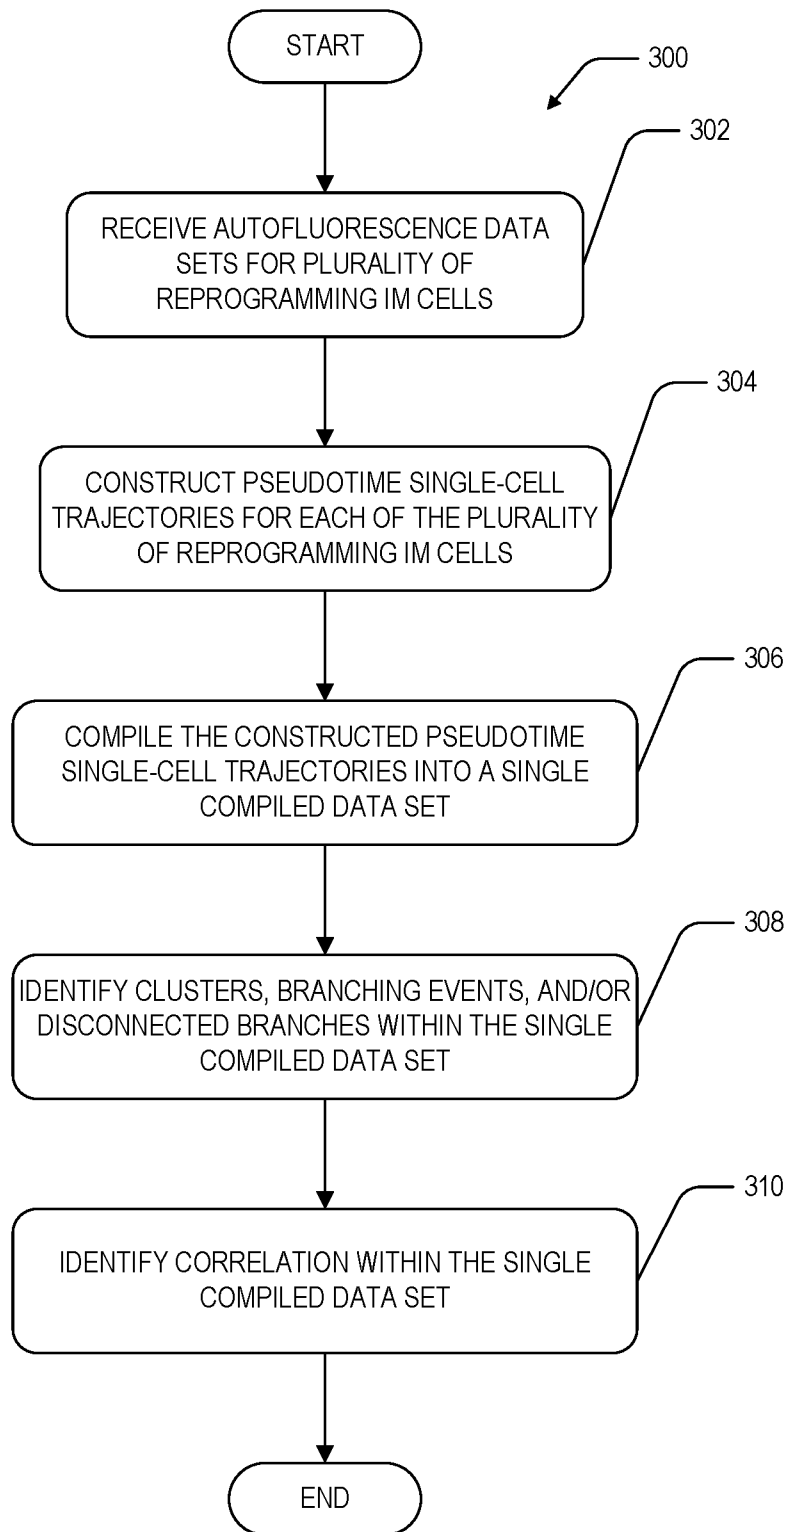 START
300
302
RECEIVE AUTOFLUORESCENCE DATA
SETS FOR PLURALITY OF
REPROGRAMMING IM CELLS
304
CONSTRUCT PSEUDOTIME SINGLE-CELL
TRAJECTORIES FOR EACH OF THE PLURALITY
OF REPROGRAMMING IM CELLS
306
COMPILE THE CONSTRUCTED PSEUDOTIME
SINGLE-CELL TRAJECTORIES INTO A SINGLE
COMPILED DATA SET
308
IDENTIFY CLUSTERS, BRANCHING EVENTS, AND/OR
DISCONNECTED BRANCHES WITHIN THE SINGLE
COMPILED DATA SET
310
IDENTIFY CORRELATION WITHIN THE SINGLE
COMPILED DATA SET
END